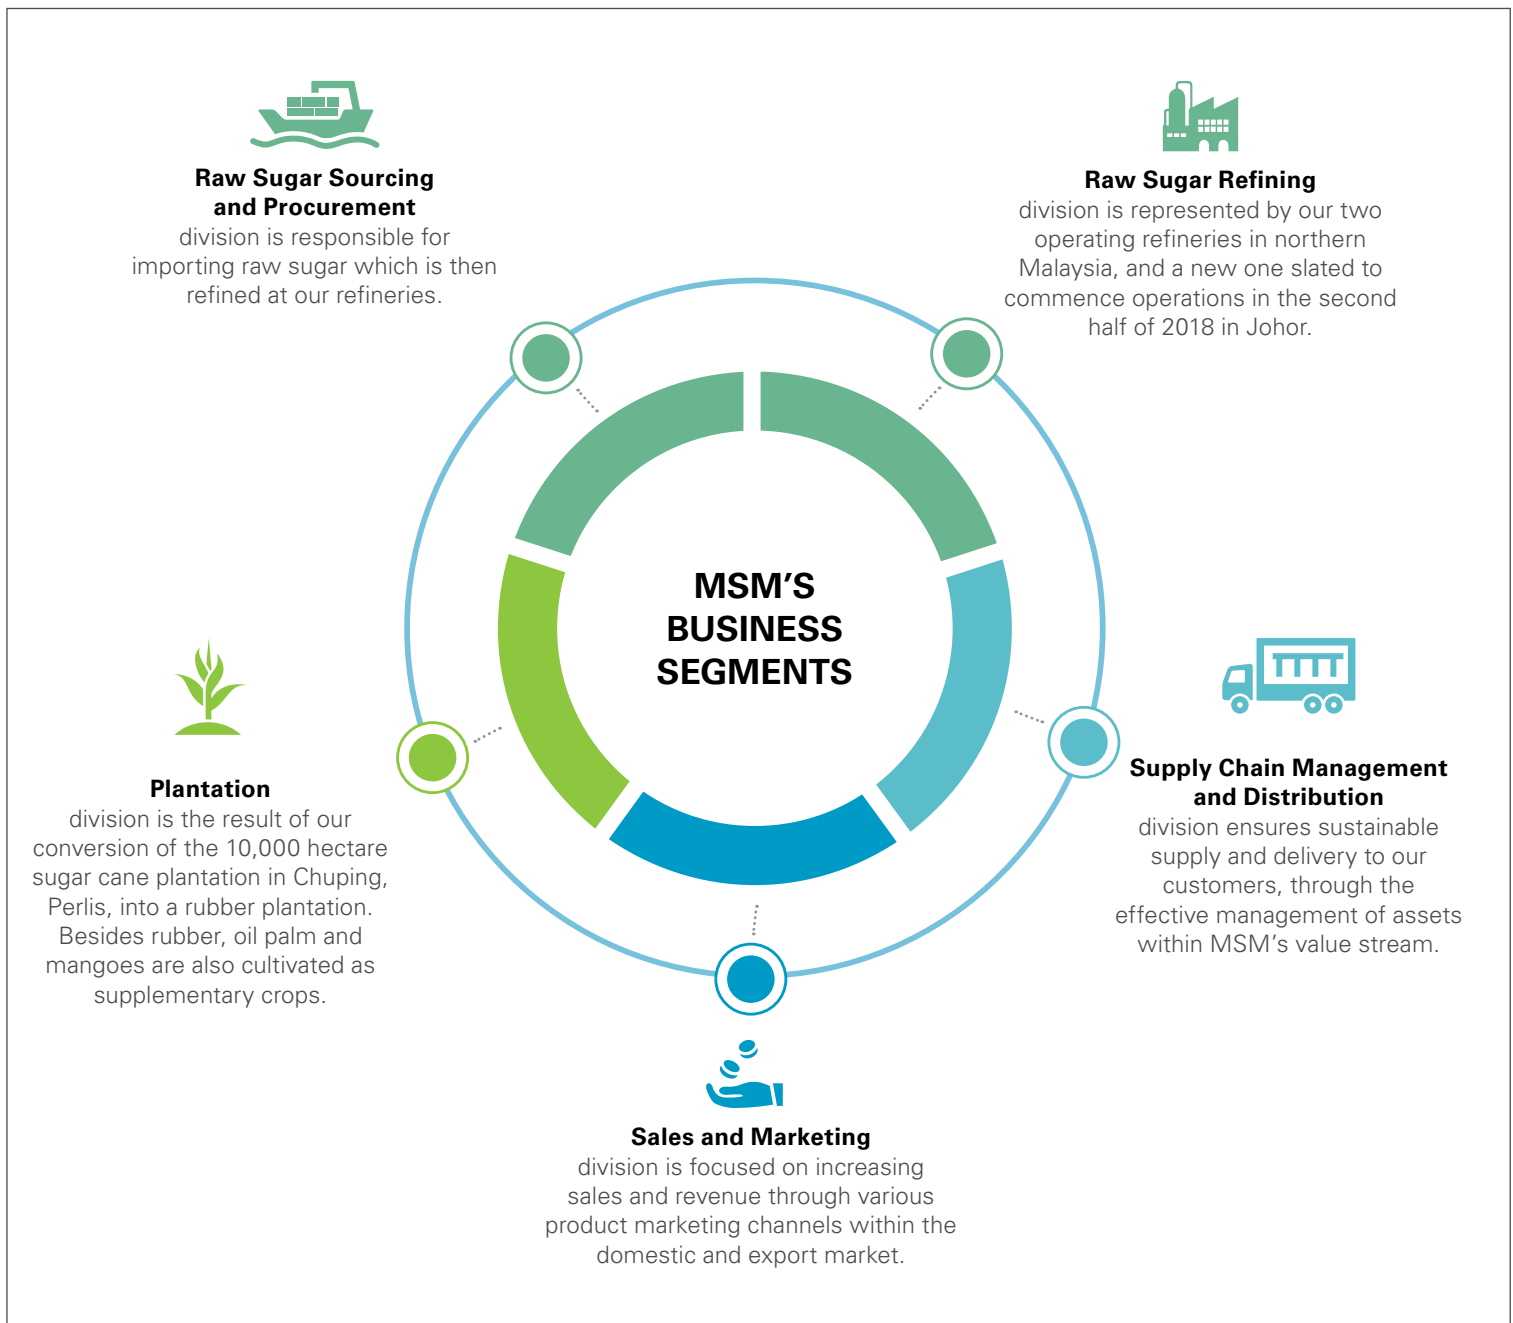 Raw Sugar Sourcing
and Procurement
division is responsible for
importing raw sugar which is then
refined at our refineries.
Raw Sugar Refining
division is represented by our two
operating refineries in northern
Malaysia, and a new one slated to
commence operations in the second
half of 2018 in Johor.
MSM’S
BUSINESS
SEGMENTS
Plantation
division is the result of our
conversion of the 10,000 hectare
sugar cane plantation in Chuping,
Perlis, into a rubber plantation.
Besides rubber, oil palm and
mangoes are also cultivated as
supplementary crops.
Supply Chain Management
and Distribution
division ensures sustainable
supply and delivery to our
customers, through the
effective management of assets
within MSM’s value stream.
Sales and Marketing
division is focused on increasing
sales and revenue through various
product marketing channels within the
domestic and export market.